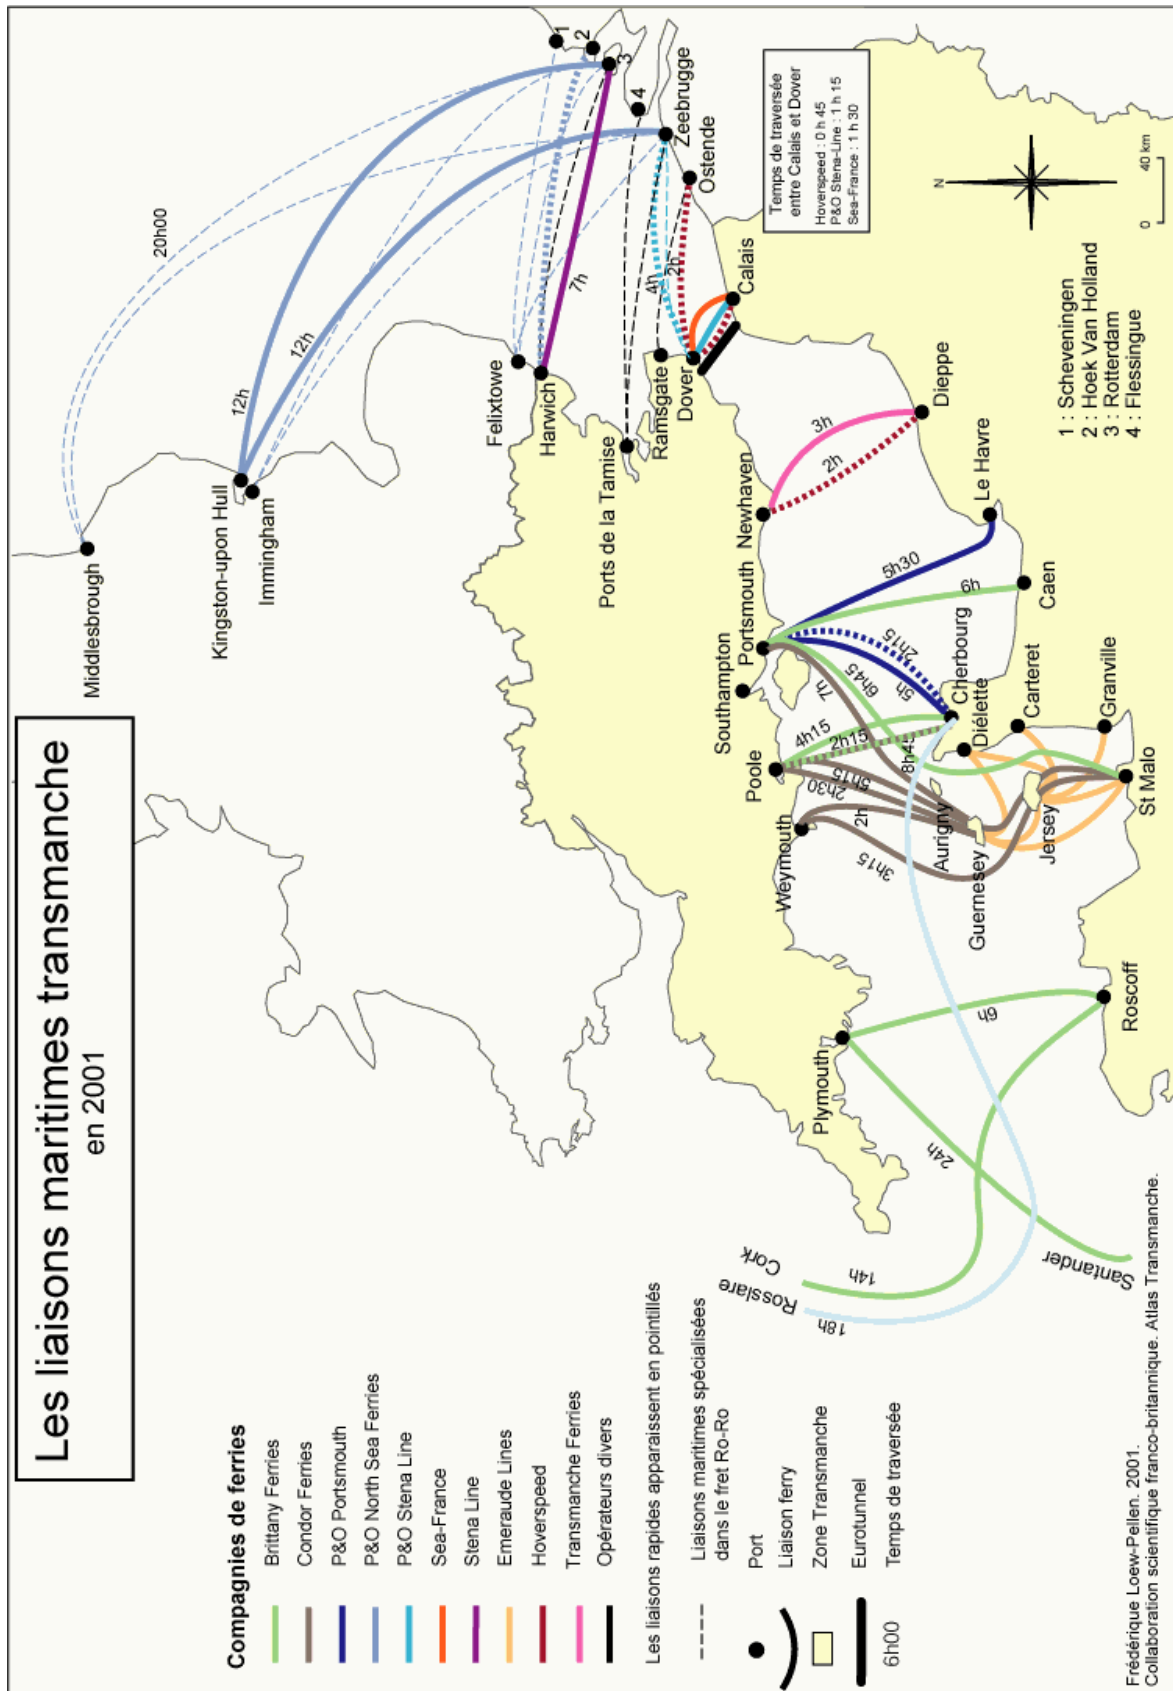 Les liaisons maritimes transmanche
en 2001
Compagnies de ferries
Brittany Ferries
Condor Ferries
P&O Portsmouth
P&O North Sea Ferries
P&O Stena Line
Sea-France
Stena Line
Emeraude Lines
Hoverspeed
Transmanche Ferries
Opérateurs divers
Les liaisons rapides apparaissent en pointillés
Liaisons maritimes spécialisées
dans le fret Ro-Ro
Port
Liaison ferry
Zone Transmanche
Eurotunnel
6h00
Temps de traversée
Frédérique Loew-Pellen. 2001.
Collaboration scientifique franco-britannique. Atlas Transmanche.
Middlesbrough
Kingston-upon Hull
Immingham
Felixtowe
Harwich
Ports de la Tamise
Ramsgate
Dover
Newhaven
Portsmouth
Southampton
Poole
Weymouth
Plymouth
Cork
Rosslare
Santander
Roscoff
St Malo
Granville
Carteret
Diélette
Cherbourg
Aurigny
Guernesey
Jersey
Caen
Le Havre
Dieppe
Calais
Ostende
Zeebrugge
1
2
3
4
20h00
12h
12h
7h
4h
2h
3h
2h
5h30
6h
2h15
5h
6h45
7h
4h15
2h15
5h15
2h30
2h
3h15
8h45
6h
24h
14h
18h
Temps de traversée
entre Calais et Dover
Hoverspeed : 0 h 45
P&O Stena-Line : 1 h 15
Sea-France : 1 h 30
N
0
40 km
1 : Scheveningen
2 : Hoek Van Holland
3 : Rotterdam
4 : Flessingue